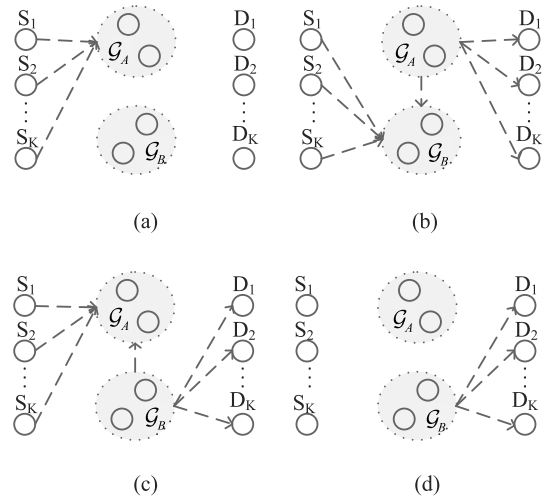 S1 𝒢A D1
S2 D2
SK 𝒢B DK
(a)
S1 𝒢A D1
S2 D2
SK 𝒢B DK
(b)
S1 𝒢A D1
S2 D2
SK 𝒢B DK
(c)
S1 𝒢A D1
S2 D2
SK 𝒢B DK
(d)